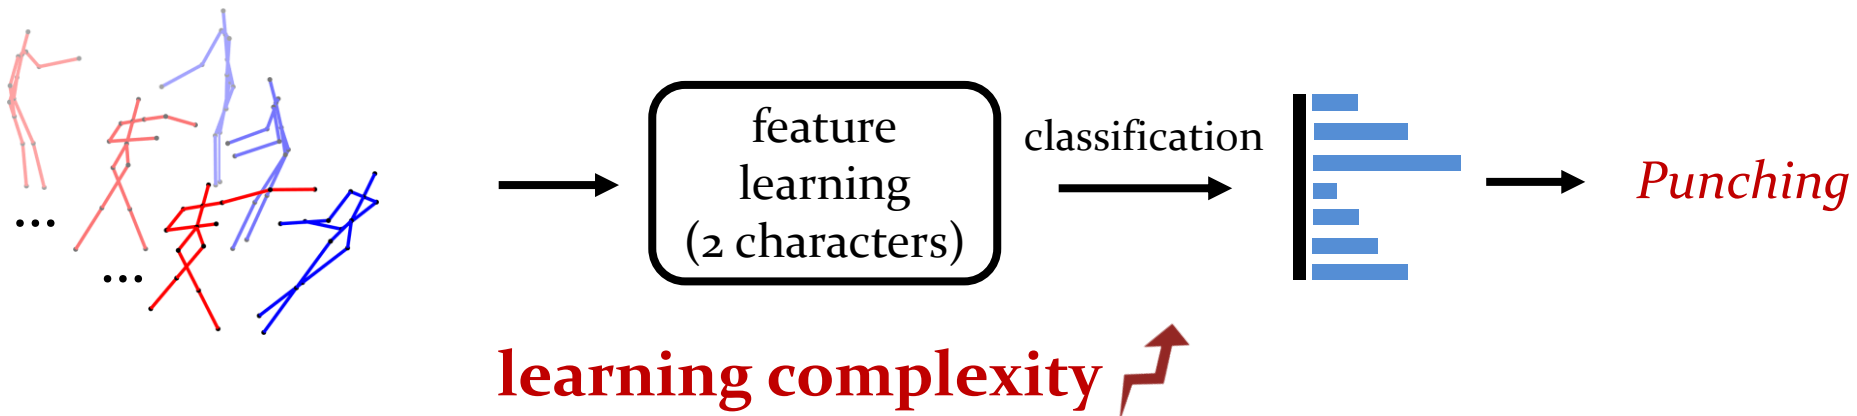 ...
...
feature
learning
(2 characters)
classification
Punching
learning complexity